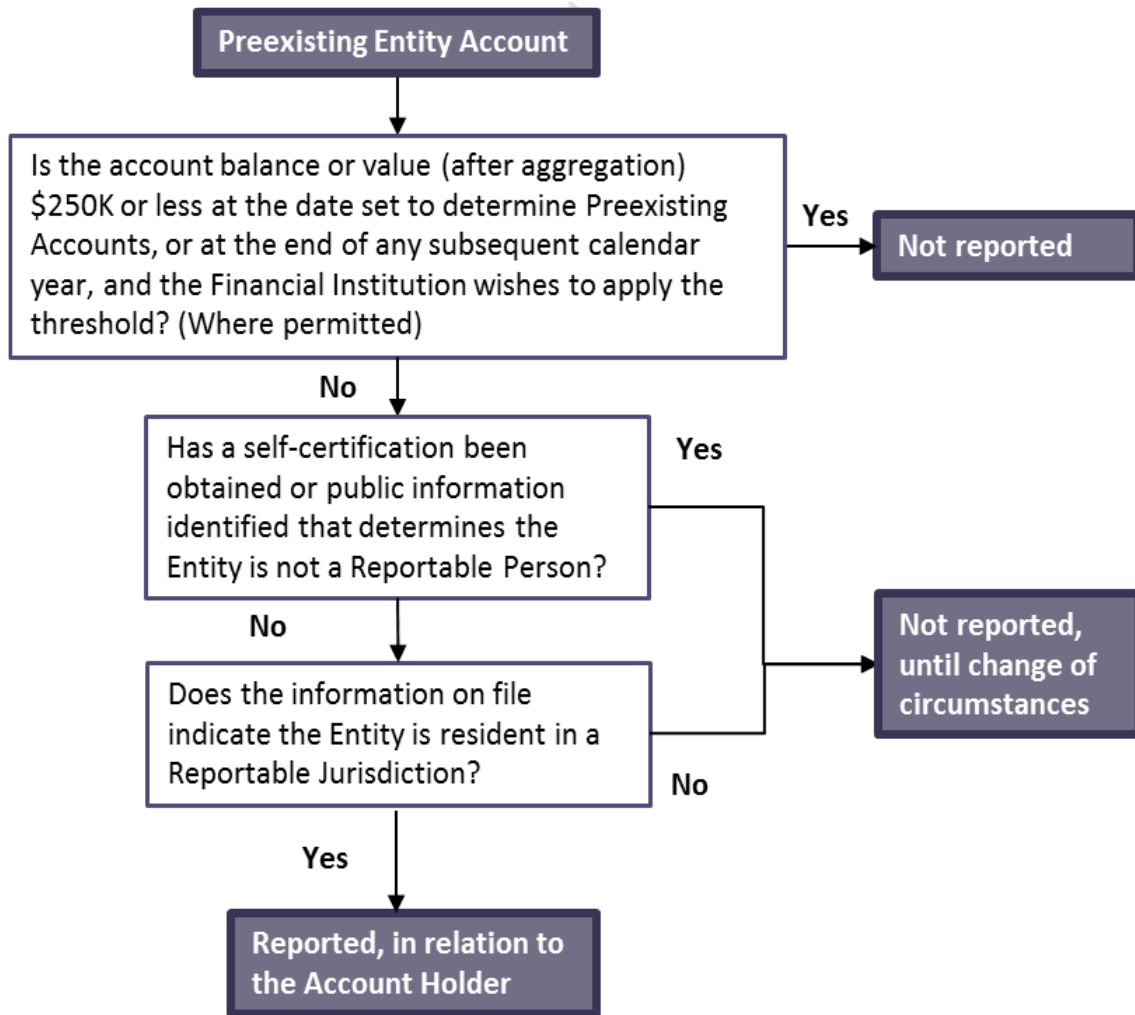 Preexisting Entity Account
Is the account balance or value (after aggregation)
$250K or less at the date set to determine Preexisting
Accounts, or at the end of any subsequent calendar
year, and the Financial Institution wishes to apply the
threshold? (Where permitted)
Yes
Not reported
No
Has a self-certification been
obtained or public information
identified that determines the
Entity is not a Reportable Person?
Yes
No
Not reported,
until change of
circumstances
Does the information on file
indicate the Entity is resident in a
Reportable Jurisdiction?
No
Yes
Reported, in relation to
the Account Holder